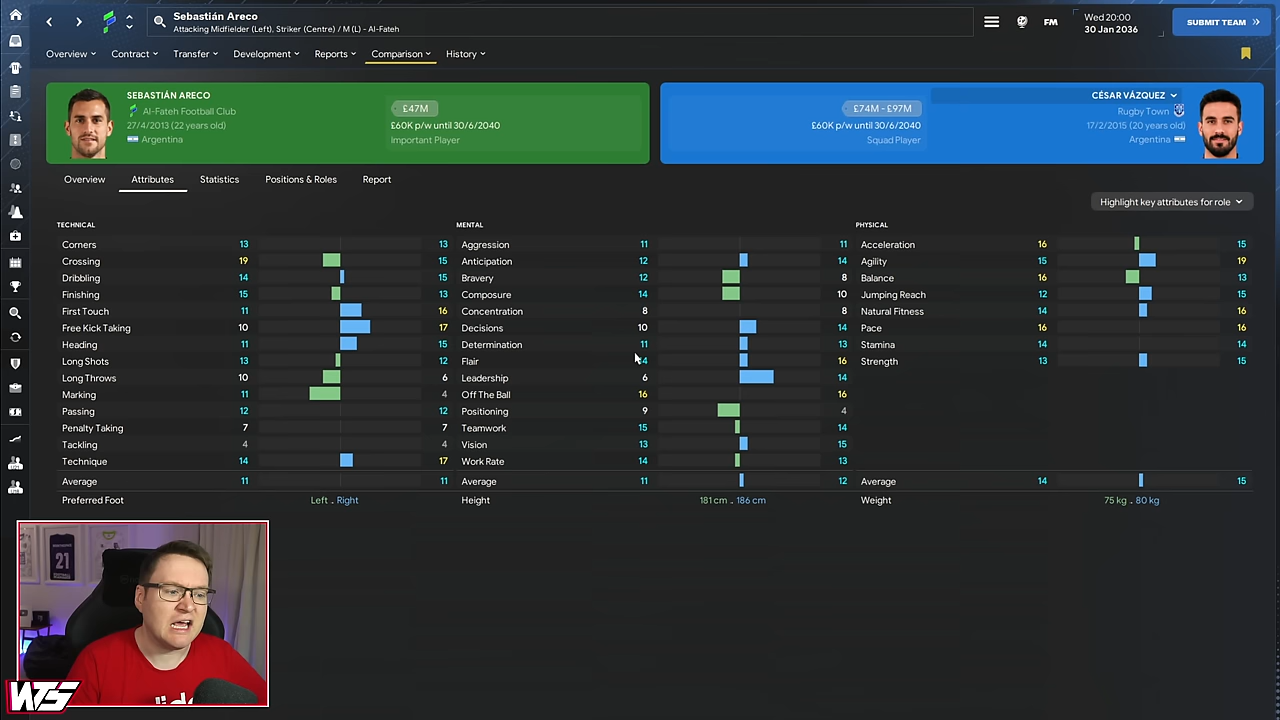 Sebastián Areco
Attacking Midfielder (Left), Striker (Centre) / M (L) - Al-Fateh
FM
Wed 20:00
30 Jan 2036
SUBMIT TEAM
Overview Contract Transfer Development Reports Comparison History
SEBASTIÁN ARECO
Al-Fateh Football Club
27/4/2013 (22 years old)
Argentina
£47M
£60K p/w until 30/6/2040
Important Player
£74M - £97M
£60K p/w until 30/6/2040
Squad Player
CÉSAR VÁZQUEZ
Rugby Town
17/2/2015 (20 years old)
Argentina
Overview Attributes Statistics Positions & Roles Report
Highlight key attributes for role
TECHNICAL
Corners 13 13
Crossing 19 15
Dribbling 14 15
Finishing 15 13
First Touch 11 16
Free Kick Taking 10 17
Heading 11 15
Long Shots 13 12
Long Throws 10 6
Marking 11 4
Passing 12 12
Penalty Taking 7 7
Tackling 4 4
Technique 14 17
Average 11 11
Preferred Foot Left - Right
MENTAL
Aggression 11 11
Anticipation 12 14
Bravery 12 8
Composure 14 10
Concentration 8 8
Decisions 10 14
Determination 11 13
Flair 14 16
Leadership 6 14
Off The Ball 16 16
Positioning 9 4
Teamwork 15 14
Vision 13 15
Work Rate 14 13
Average 11 12
Height 181 cm - 186 cm
PHYSICAL
Acceleration 16 15
Agility 15 19
Balance 16 13
Jumping Reach 12 15
Natural Fitness 14 16
Pace 16 16
Stamina 14 14
Strength 13 15
Average 14 15
Weight 75 kg - 80 kg
21
WTS